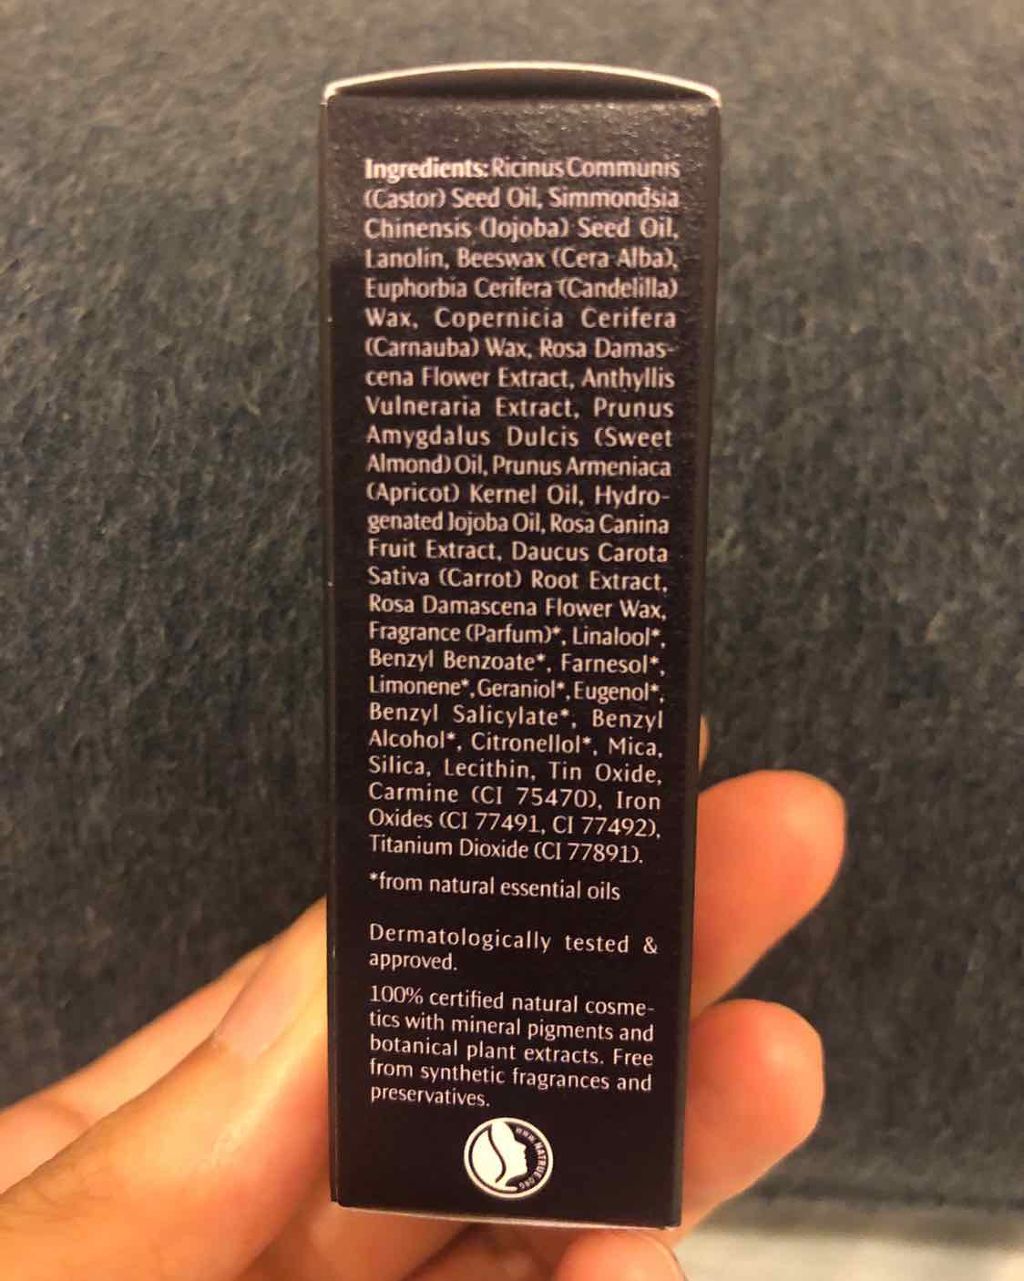 Ingredients: Ricinus Communis
(Castor) Seed Oil, Simmondsia
Chinensis (Jojoba) Seed Oil,
Lanolin, Beeswax (Cera Alba),
Euphorbia Cerifera (Candelilla)
Wax, Copernicia Cerifera
(Carnauba) Wax, Rosa Damas-
cena Flower Extract, Anthyllis
Vulneraria Extract, Prunus
Amygdalus Dulcis (Sweet
Almond) Oil, Prunus Armeniaca
(Apricot) Kernel Oil, Hydro-
genated Jojoba Oil, Rosa Canina
Fruit Extract, Daucus Carota
Sativa (Carrot) Root Extract,
Rosa Damascena Flower Wax,
Fragrance (Parfum)*, Linalool*,
Benzyl Benzoate*, Farnesol*,
Limonene*, Geraniol*, Eugenol*,
Benzyl Salicylate*, Benzyl
Alcohol*, Citronellol*, Mica,
Silica, Lecithin, Tin Oxide,
Carmine (CI 75470), Iron
Oxides (CI 77491, CI 77492),
Titanium Dioxide (CI 77891).
*from natural essential oils
Dermatologically tested &
approved.
100% certified natural cosme-
tics with mineral pigments and
botanical plant extracts. Free
from synthetic fragrances and
preservatives.
WWW.NATRUE.ORG